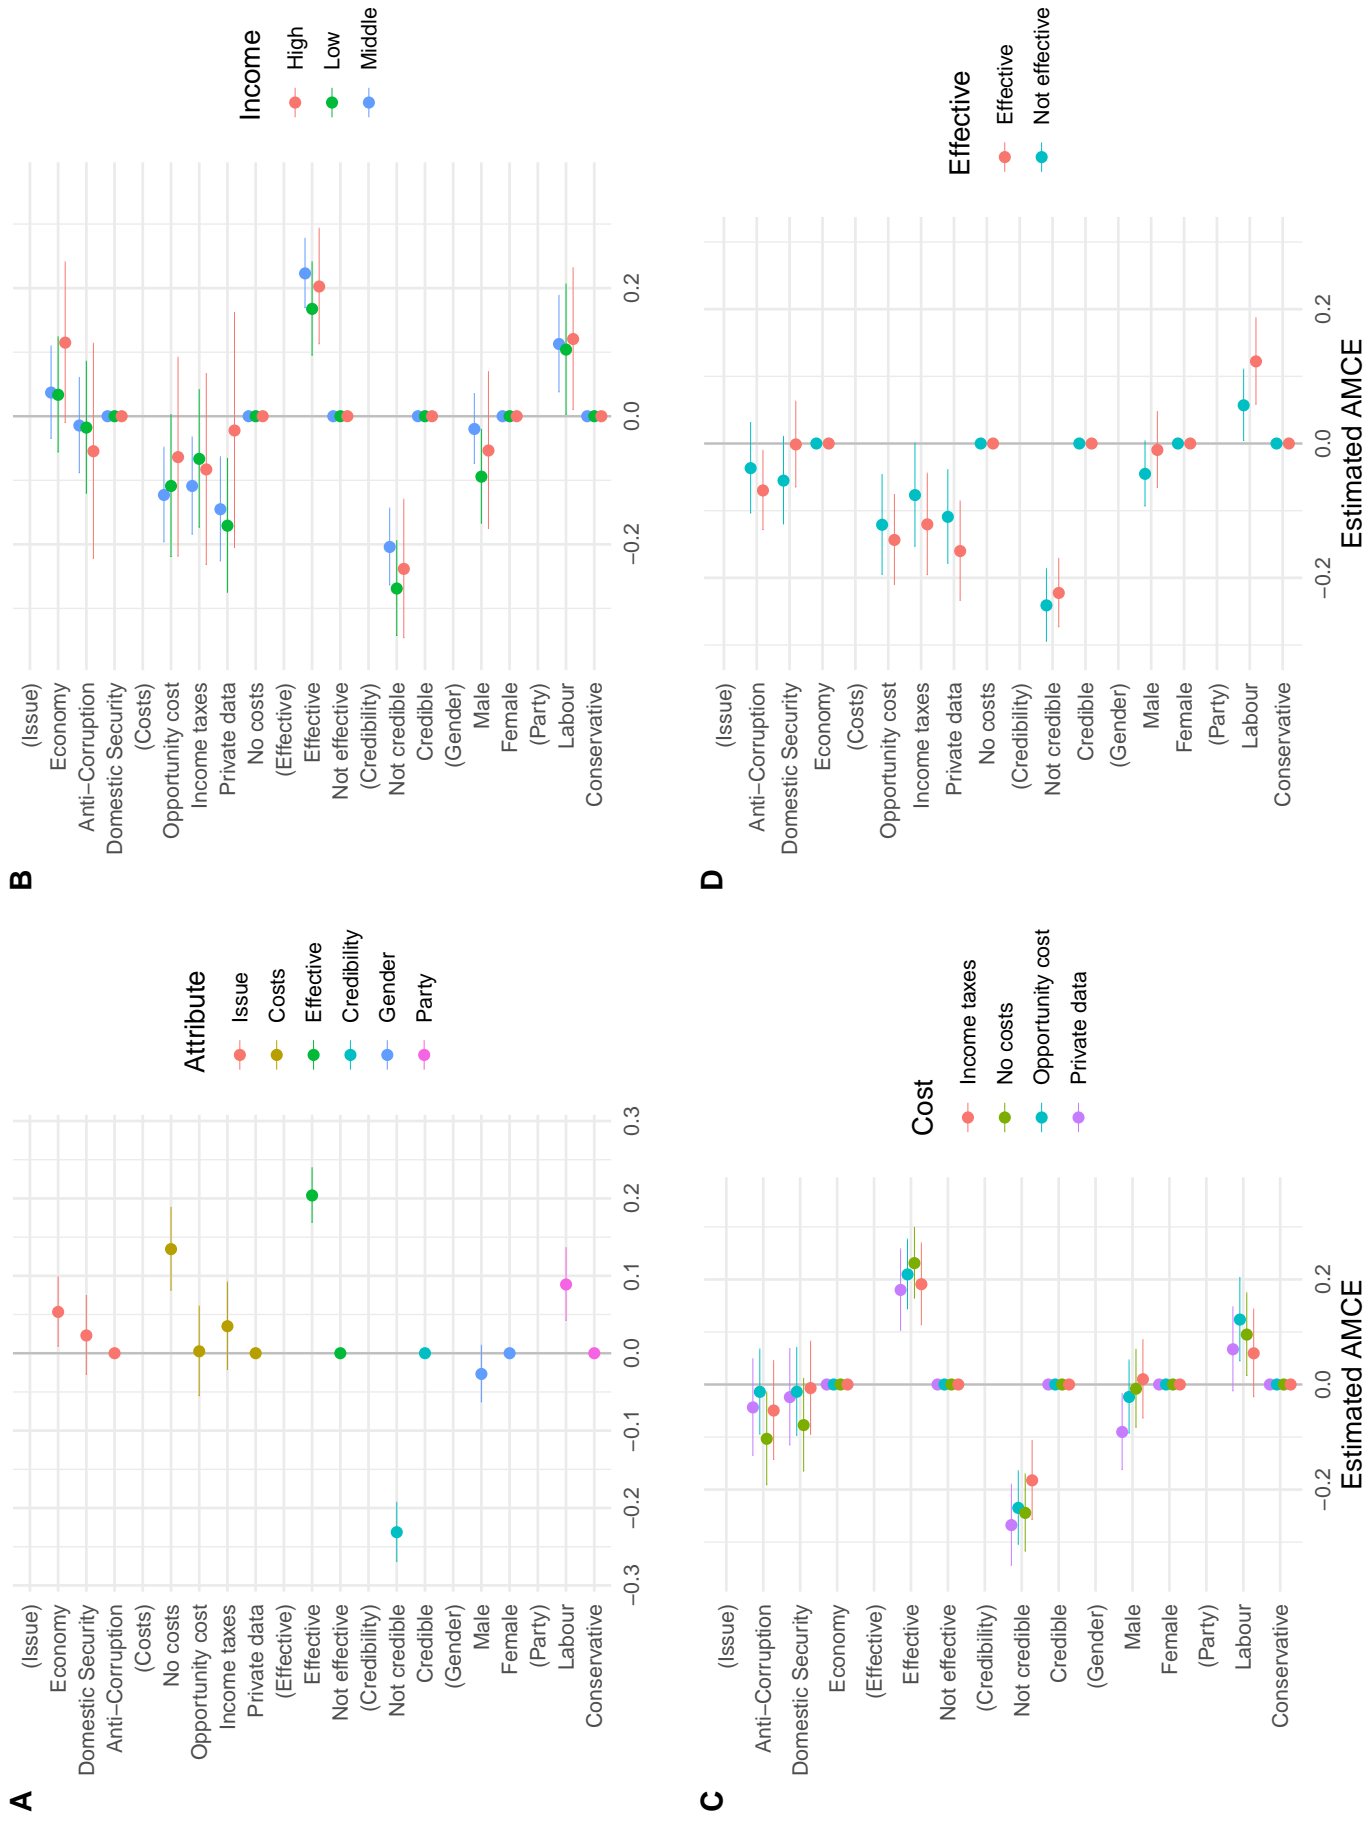 A
(Issue)
Economy
Domestic Security
Anti−Corruption
(Costs)
No costs
Opportunity cost
Income taxes
Private data
(Effective)
Effective
Not effective
(Credibility)
Not credible
Credible
(Gender)
Male
Female
(Party)
Labour
Conservative
−0.3
−0.2
−0.1
0.0
0.1
0.2
0.3
Attribute
Issue
Costs
Effective
Credibility
Gender
Party
B
(Issue)
Economy
Anti−Corruption
Domestic Security
(Costs)
Opportunity cost
Income taxes
Private data
No costs
(Effective)
Effective
Not effective
(Credibility)
Not credible
Credible
(Gender)
Male
Female
(Party)
Labour
Conservative
−0.2
0.0
0.2
Income
High
Low
Middle
C
(Issue)
Anti−Corruption
Domestic Security
Economy
(Effective)
Effective
Not effective
(Credibility)
Not credible
Credible
(Gender)
Male
Female
(Party)
Labour
Conservative
−0.2
0.0
0.2
Estimated AMCE
Cost
Income taxes
No costs
Opportunity cost
Private data
D
(Issue)
Anti−Corruption
Domestic Security
Economy
(Costs)
Opportunity cost
Income taxes
Private data
No costs
(Credibility)
Not credible
Credible
(Gender)
Male
Female
(Party)
Labour
Conservative
−0.2
0.0
0.2
Estimated AMCE
Effective
Effective
Not effective